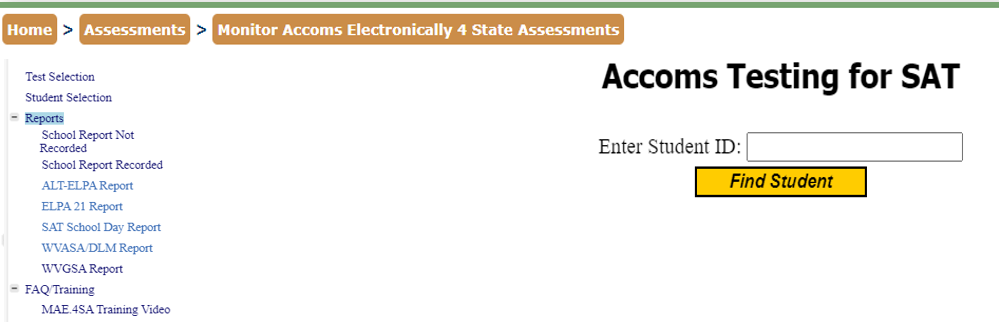 Home > Assessments > Monitor Accoms Electronically 4 State Assessments
Test Selection
Student Selection
Reports
School Report Not
Recorded
School Report Recorded
ALT-ELPA Report
ELPA 21 Report
SAT School Day Report
WVASA/DLM Report
WVGSA Report
FAQ/Training
MAE.4SA Training Video
Accoms Testing for SAT
Enter Student ID:
Find Student